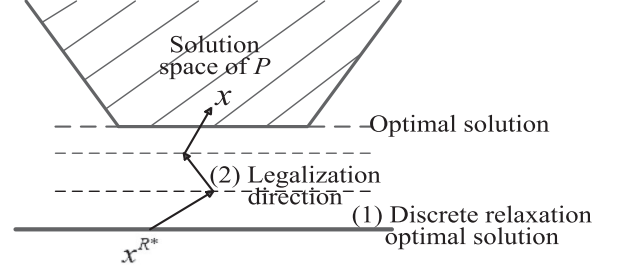 Solution
space of P
x
Optimal solution
(2) Legalization
direction
(1) Discrete relaxation
optimal solution
x^{R*}